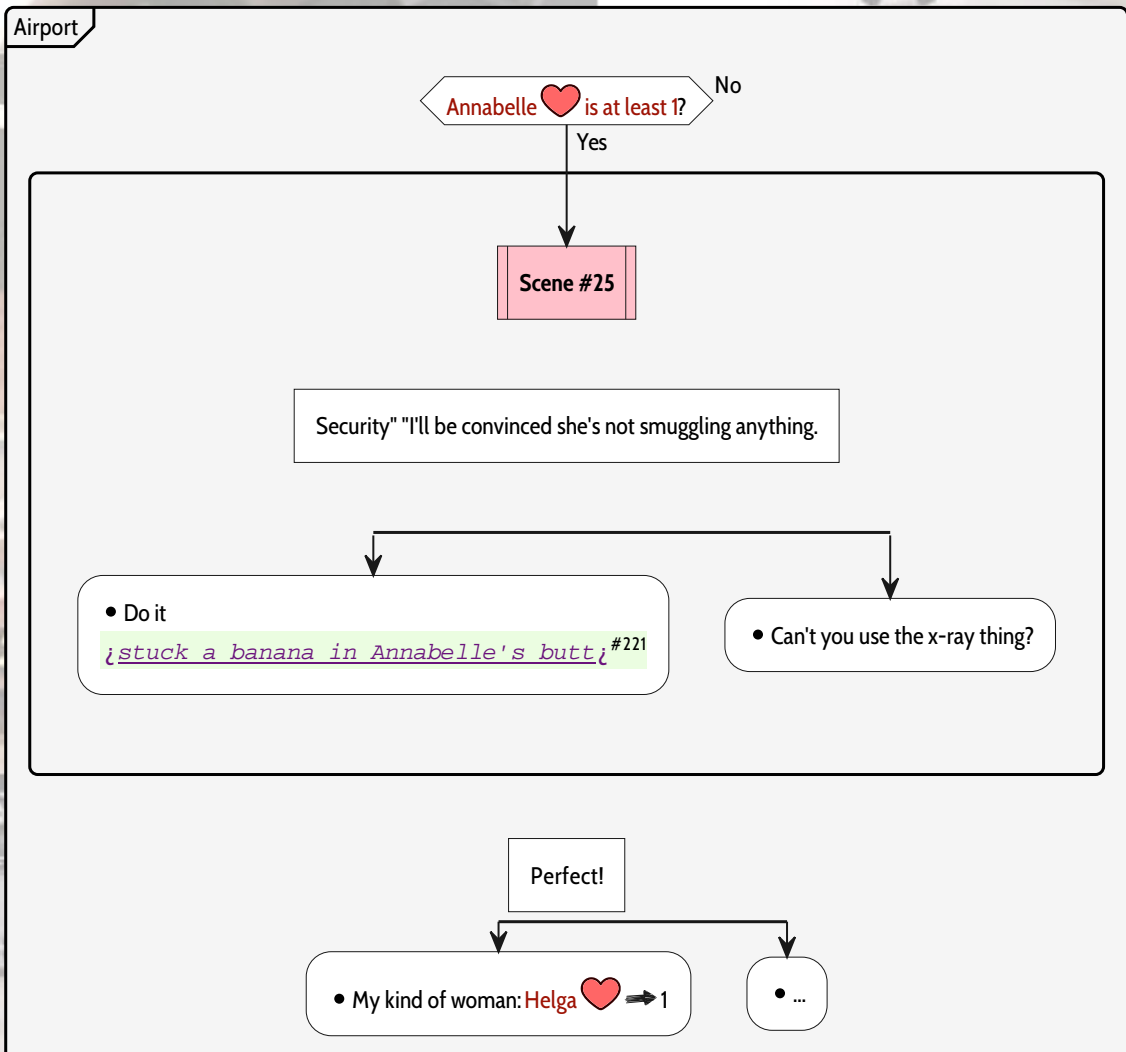 Airport
Annabelle is at least 1?
No
Yes
Scene #25
Security" "I'll be convinced she's not smuggling anything.
• Do it
¿stuck a banana in Annabelle's butt¿#221
• Can't you use the x-ray thing?
Perfect!
• My kind of woman: Helga 1
• ...